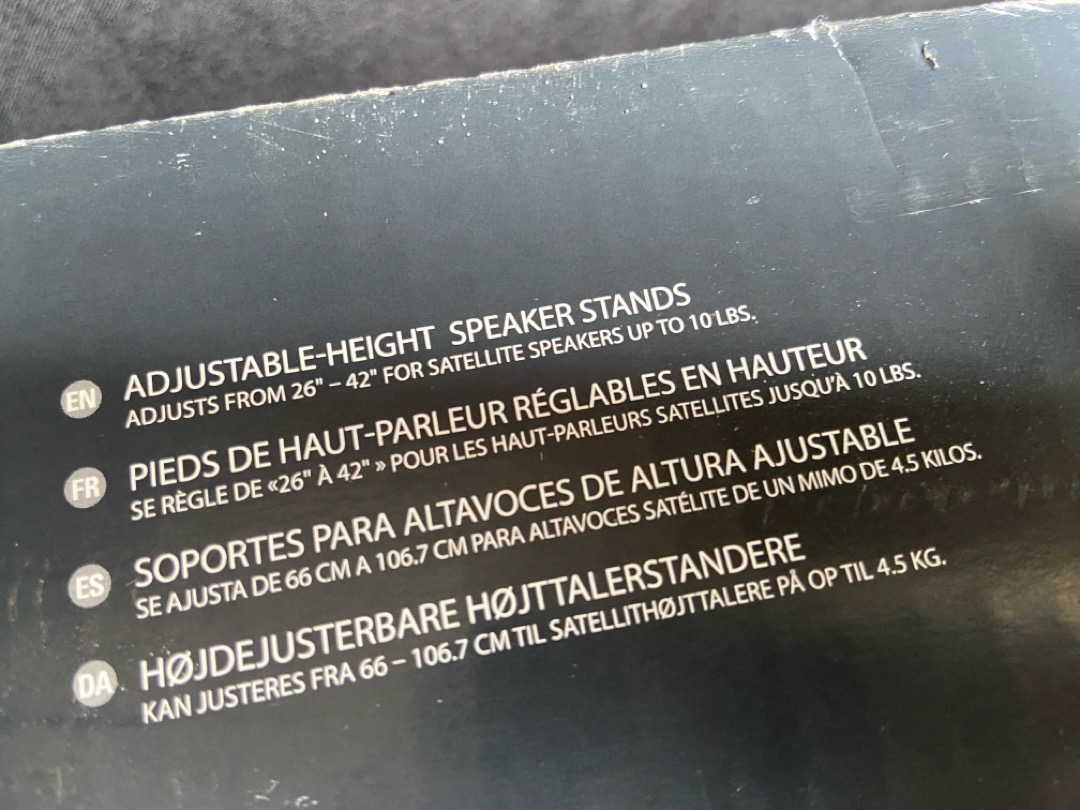 EN ADJUSTABLE-HEIGHT SPEAKER STANDS
ADJUSTS FROM 26" – 42" FOR SATELLITE SPEAKERS UP TO 10 LBS.
FR PIEDS DE HAUT-PARLEUR RÉGLABLES EN HAUTEUR
SE RÈGLE DE «26" À 42" » POUR LES HAUT-PARLEURS SATELLITES JUSQU'À 10 LBS.
ES SOPORTES PARA ALTAVOCES DE ALTURA AJUSTABLE
SE AJUSTA DE 66 CM A 106.7 CM PARA ALTAVOCES SATÉLITE DE UN MIMO DE 4.5 KILOS.
DA HØJDEJUSTERBARE HØJTTALERSTANDERE
KAN JUSTERES FRA 66 – 106.7 CM TIL SATELLITHØJTTALERE PÅ OP TIL 4.5 KG.